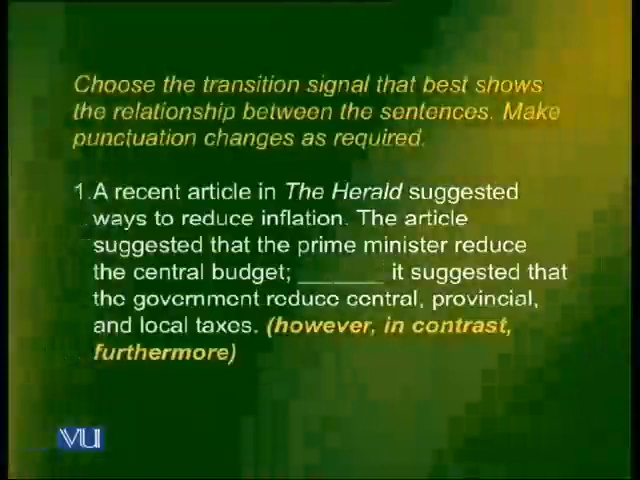 Choose the transition signal that best shows
the relationship between the sentences. Make
punctuation changes as required.
1. A recent article in The Herald suggested
ways to reduce inflation. The article
suggested that the prime minister reduce
the central budget; _______ it suggested that
the government reduce central, provincial,
and local taxes. (however, in contrast,
furthermore)
VU